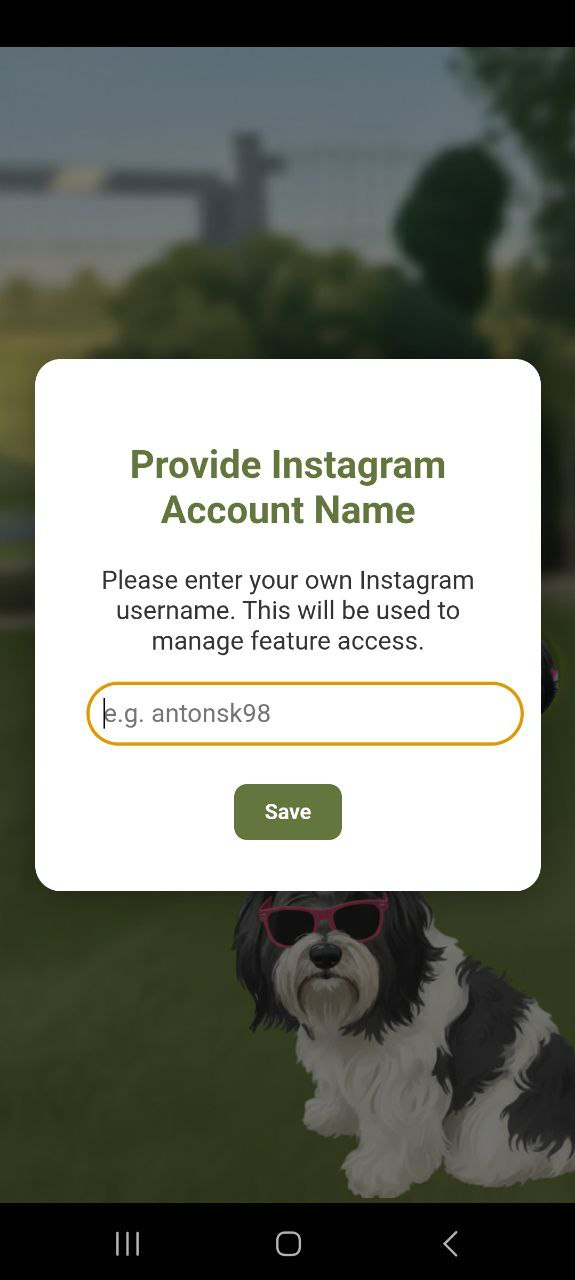 Provide Instagram
Account Name
Please enter your own Instagram
username. This will be used to
manage feature access.
e.g. antonsk98
Save